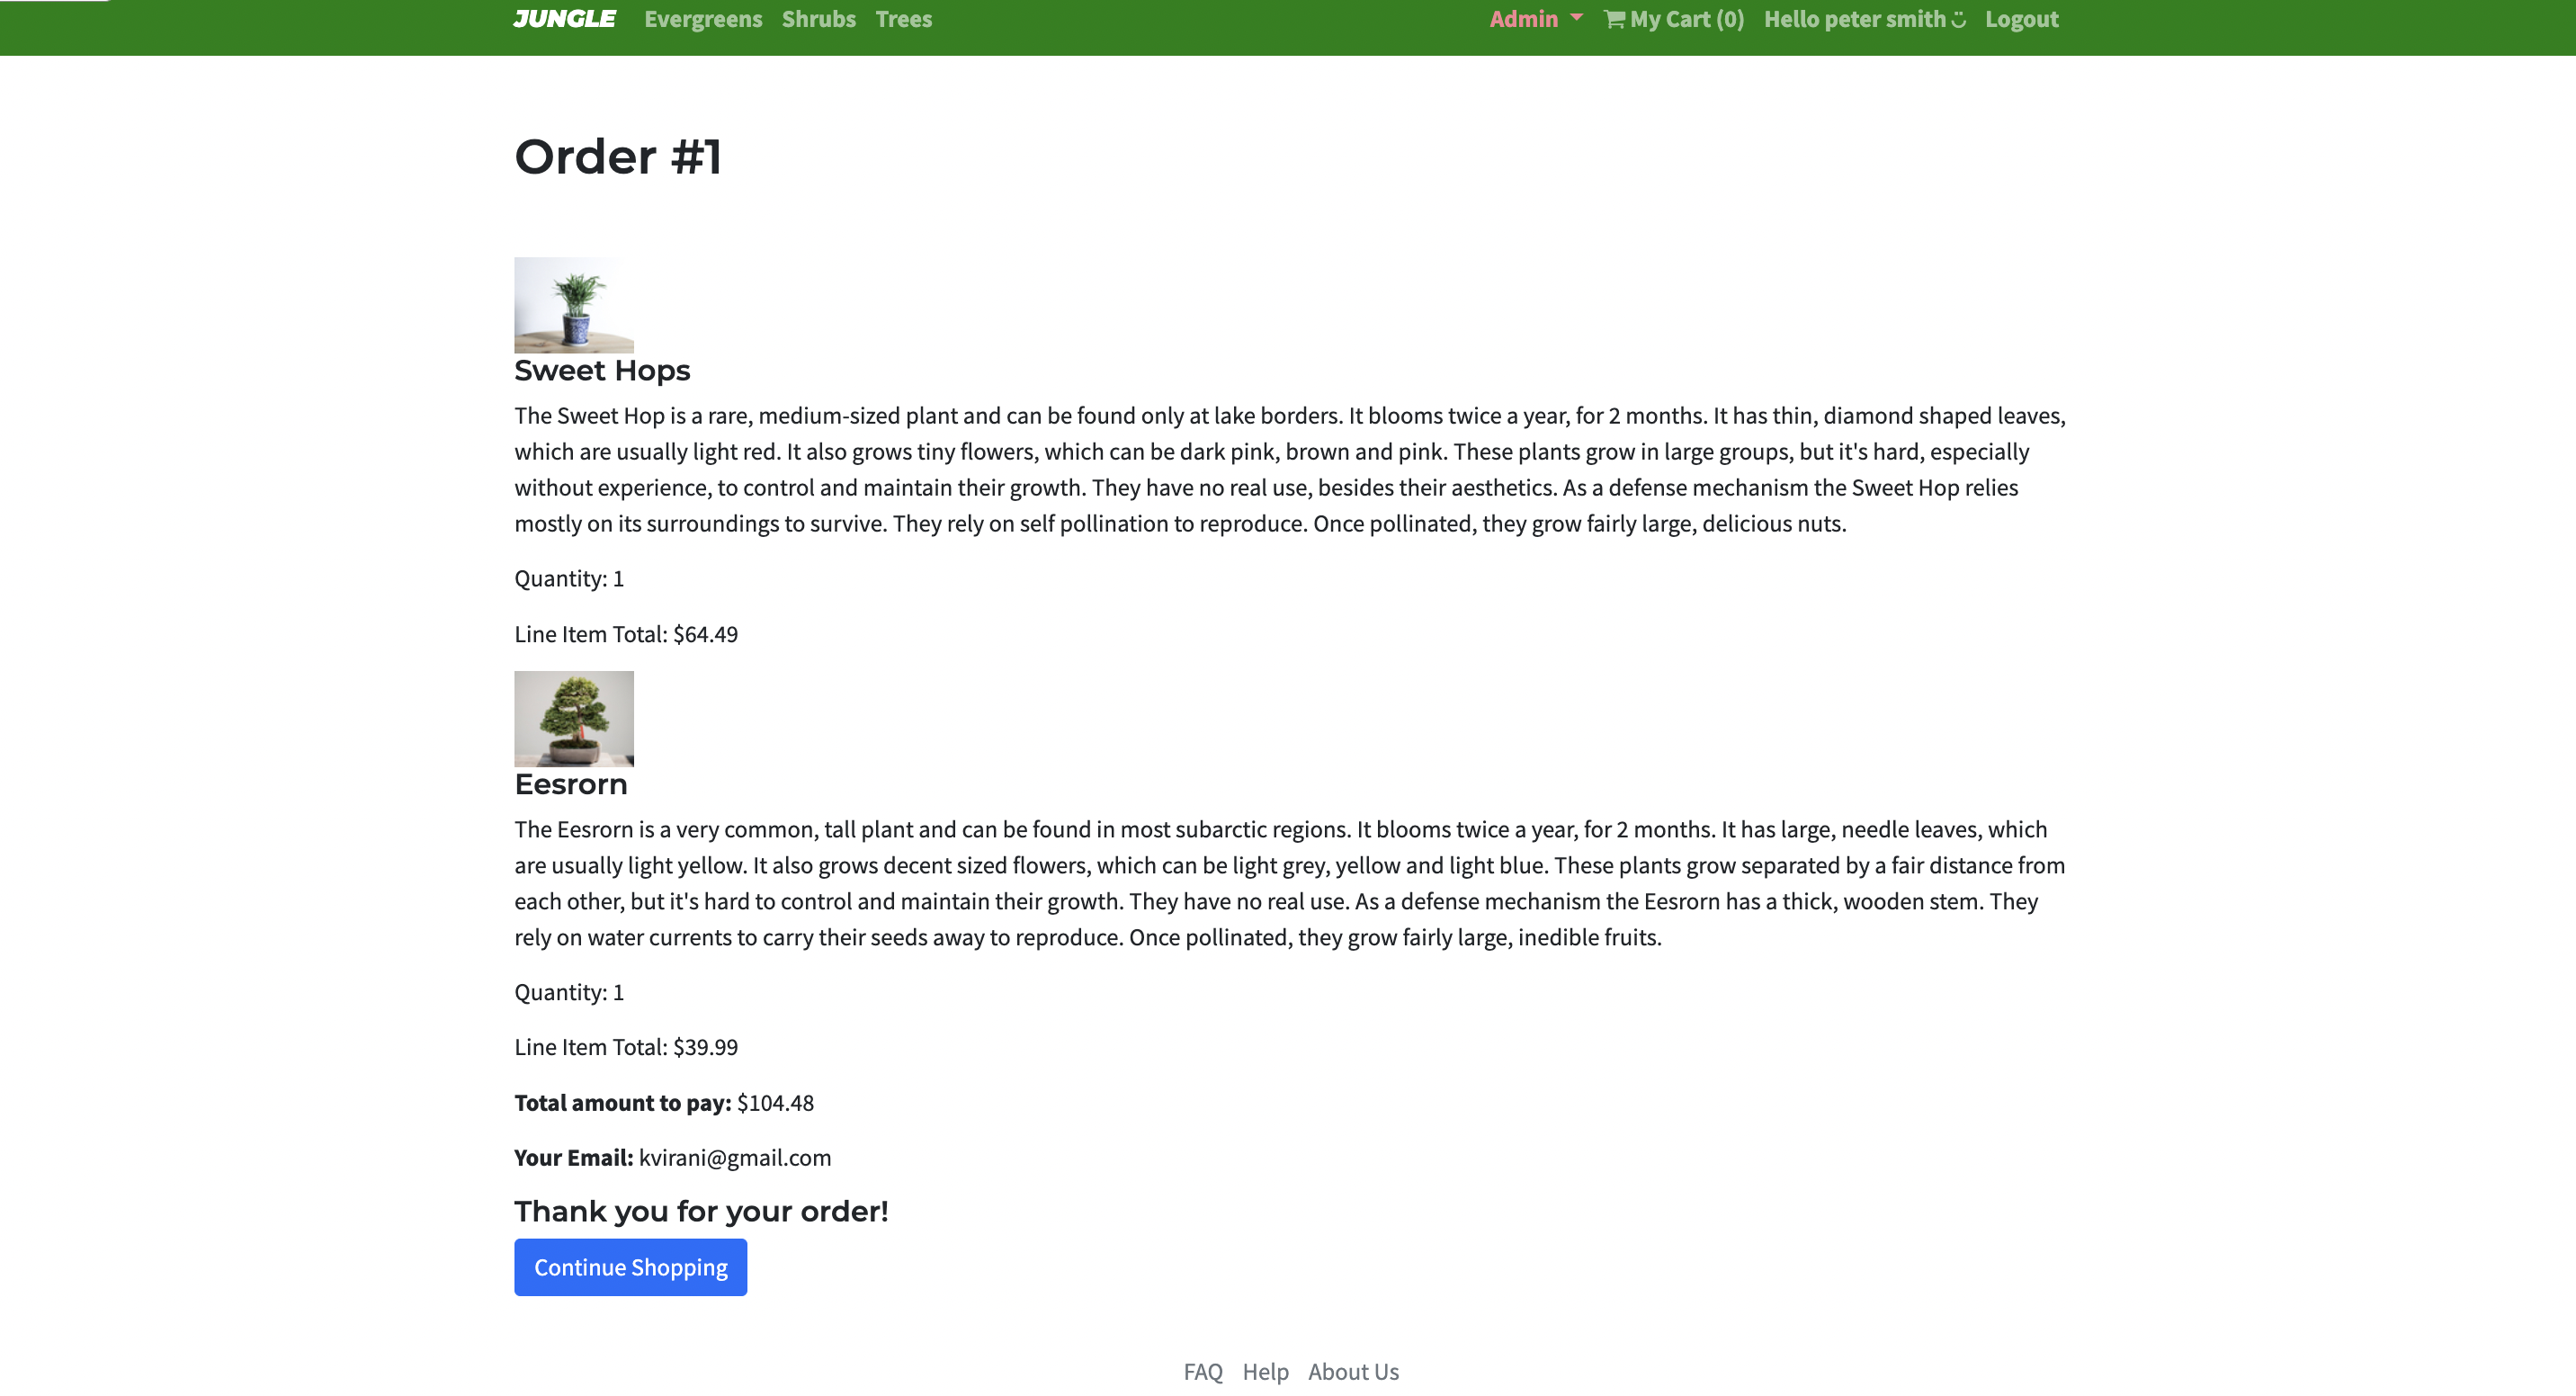 JUNGLE Evergreens Shrubs Trees Admin My Cart (0) Hello peter smith Logout
Order #1
Sweet Hops
The Sweet Hop is a rare, medium-sized plant and can be found only at lake borders. It blooms twice a year, for 2 months. It has thin, diamond shaped leaves,
which are usually light red. It also grows tiny flowers, which can be dark pink, brown and pink. These plants grow in large groups, but it's hard, especially
without experience, to control and maintain their growth. They have no real use, besides their aesthetics. As a defense mechanism the Sweet Hop relies
mostly on its surroundings to survive. They rely on self pollination to reproduce. Once pollinated, they grow fairly large, delicious nuts.
Quantity: 1
Line Item Total: $64.49
Eesrorn
The Eesrorn is a very common, tall plant and can be found in most subarctic regions. It blooms twice a year, for 2 months. It has large, needle leaves, which
are usually light yellow. It also grows decent sized flowers, which can be light grey, yellow and light blue. These plants grow separated by a fair distance from
each other, but it's hard to control and maintain their growth. They have no real use. As a defense mechanism the Eesrorn has a thick, wooden stem. They
rely on water currents to carry their seeds away to reproduce. Once pollinated, they grow fairly large, inedible fruits.
Quantity: 1
Line Item Total: $39.99
Total amount to pay: $104.48
Your Email: kvirani@gmail.com
Thank you for your order!
Continue Shopping
FAQ Help About Us